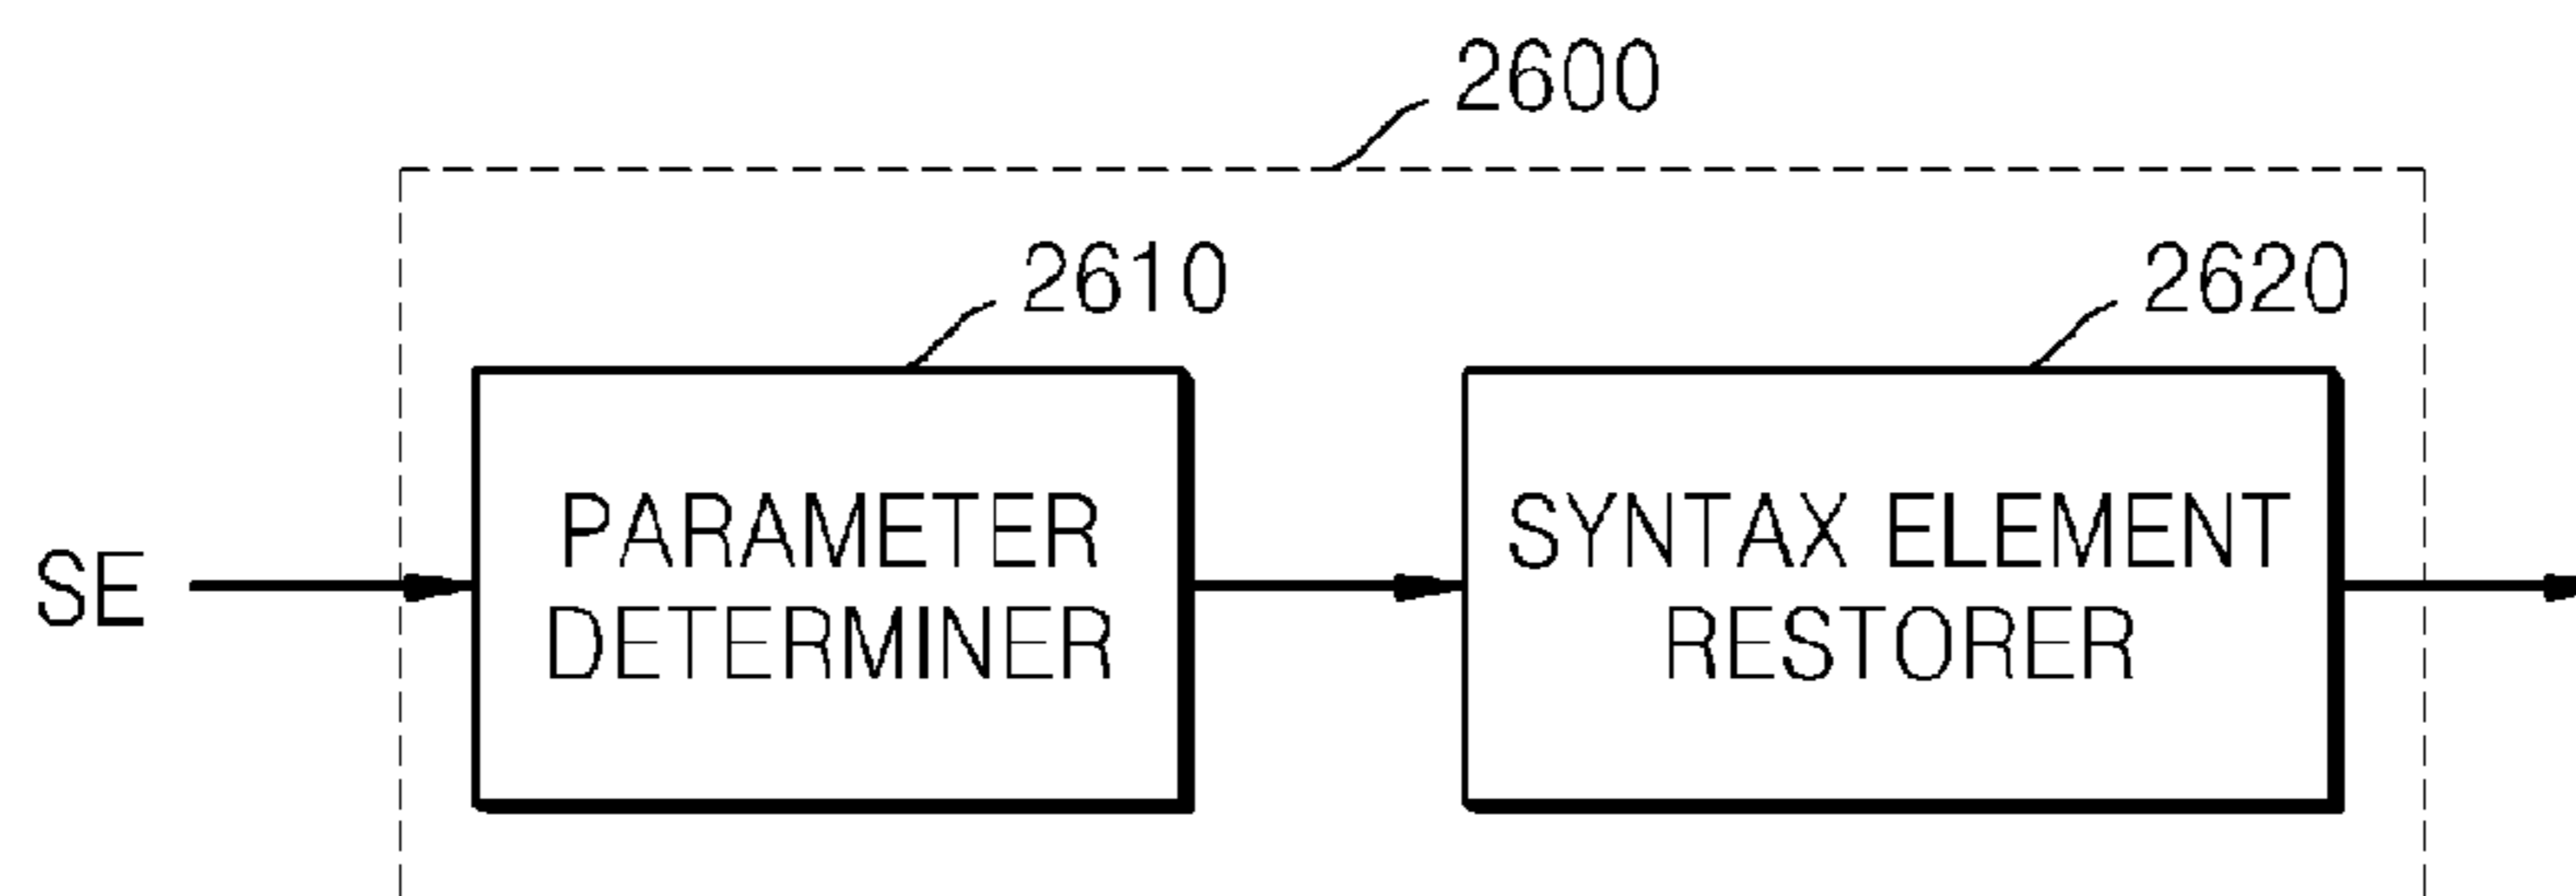 2600
2610
2620
SE
PARAMETER
DETERMINER
SYNTAX ELEMENT
RESTORER